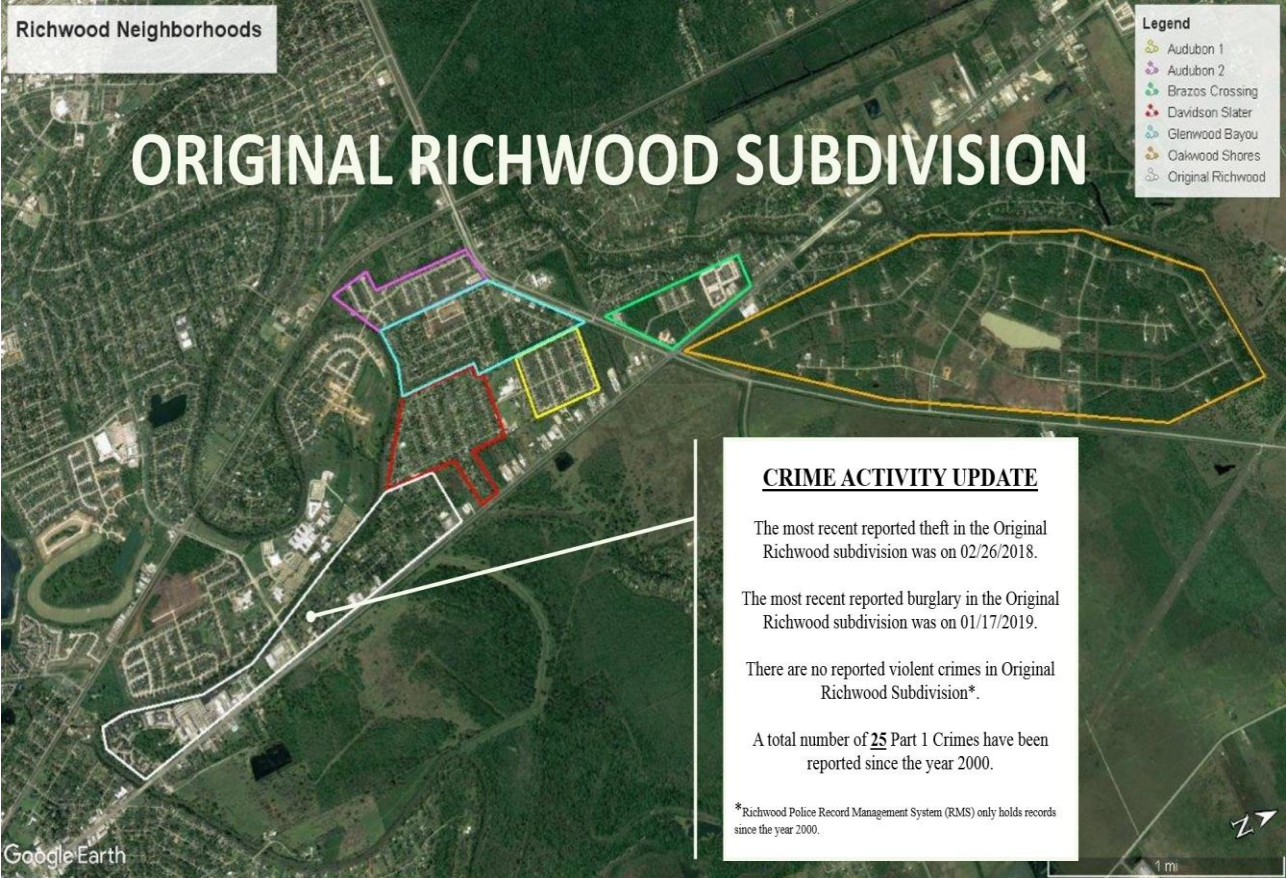 Richwood Neighborhoods
Legend
Audubon 1
Audubon 2
Brazos Crossing
Davidson Slater
Glenwood Bayou
Oakwood Shores
Original Richwood
ORIGINAL RICHWOOD SUBDIVISION
CRIME ACTIVITY UPDATE
The most recent reported theft in the Original
Richwood subdivision was on 02/26/2018.
The most recent reported burglary in the Original
Richwood subdivision was on 01/17/2019.
There are no reported violent crimes in Original
Richwood Subdivision*.
A total number of 25 Part 1 Crimes have been
reported since the year 2000.
*Richwood Police Record Management System (RMS) only holds records
since the year 2000.
N
Google Earth
1 mi